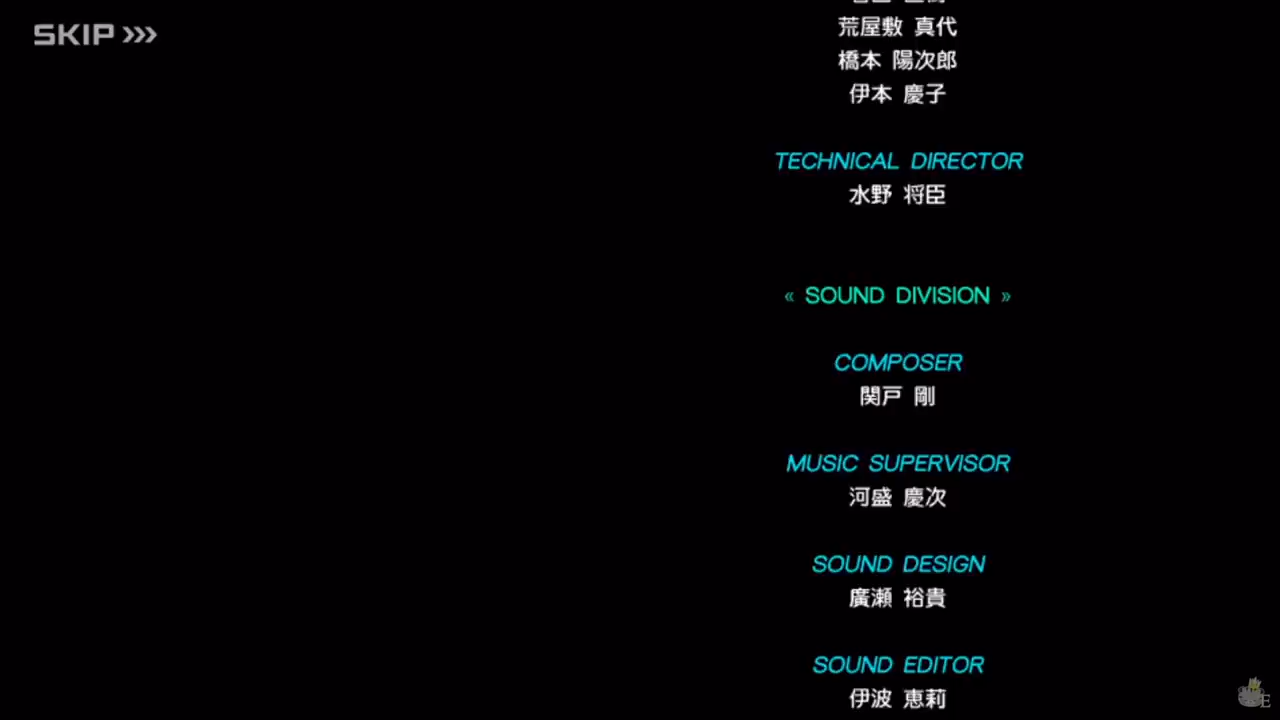 SKIP >>>
荒屋敷 真代
橋本 陽次郎
伊本 慶子
TECHNICAL DIRECTOR
水野 将臣
« SOUND DIVISION »
COMPOSER
関戸 剛
MUSIC SUPERVISOR
河盛 慶次
SOUND DESIGN
廣瀬 裕貴
SOUND EDITOR
伊波 恵莉
E